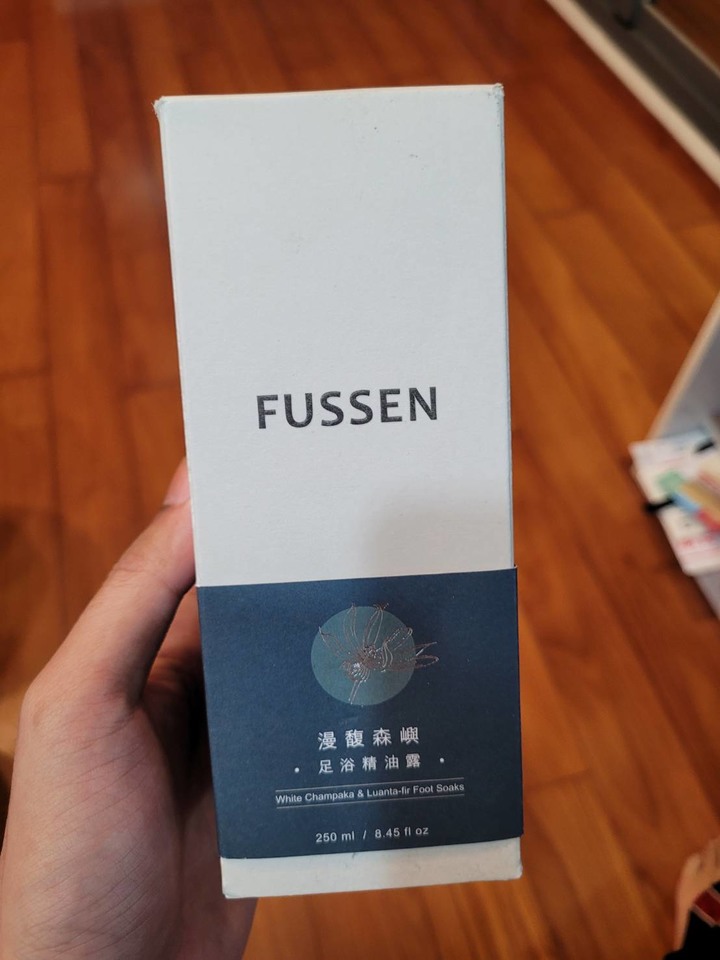 FUSSEN
漫馥森嶼
• 足浴精油露 •
White Champaka & Luanta-fir Foot Soaks
250 ml / 8.45 fl oz